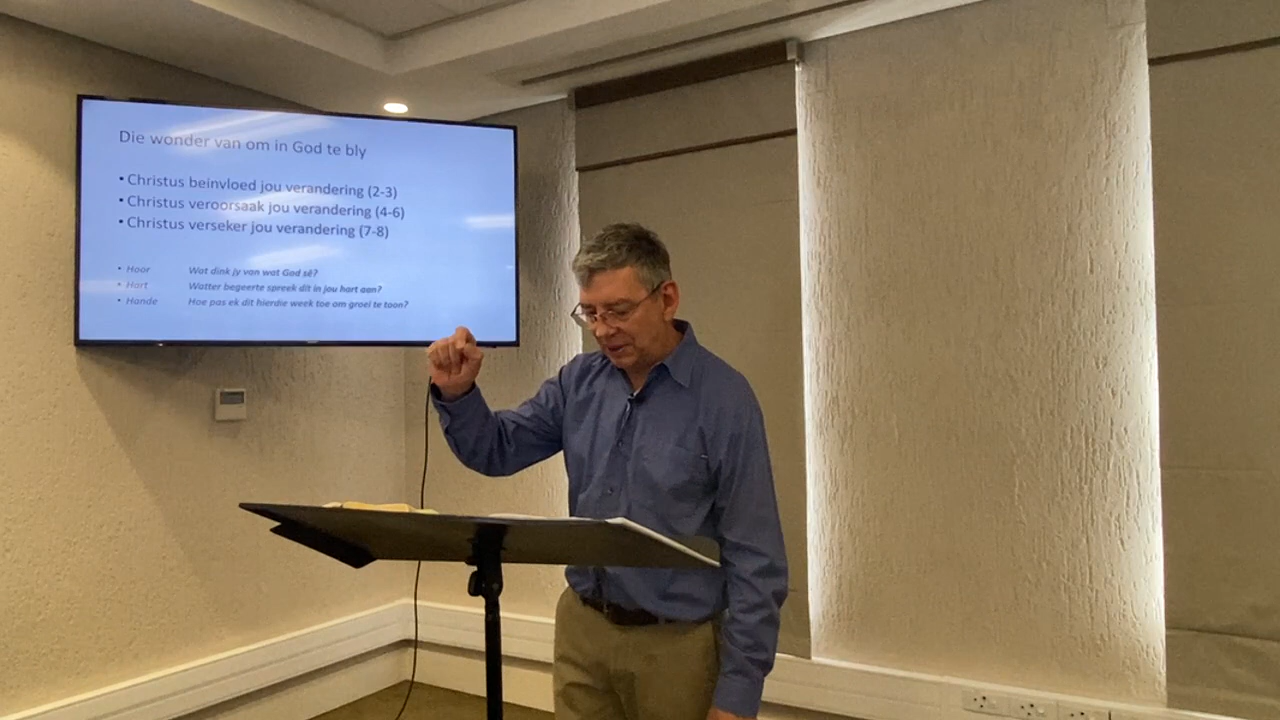 Die wonder van om in God te bly
• Christus beïnvloed jou verandering (2-3)
• Christus veroorsaak jou verandering (4-6)
• Christus verseker jou verandering (7-8)
• Hoor Wat dink jy van wat God sê?
• Hart Watter begeerte spreek dit in jou hart aan?
• Hande Hoe pas ek dit hierdie week toe om groei te toon?